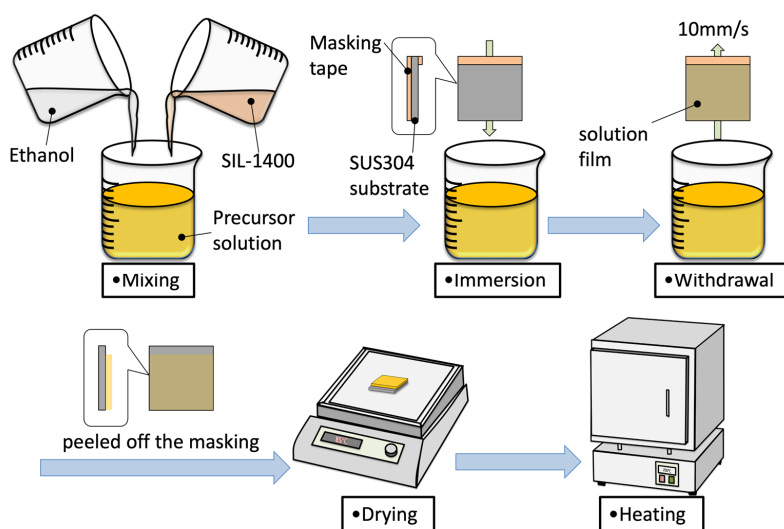 Masking
tape
10mm/s
Ethanol
SIL-1400
SUS304
substrate
solution
film
Precursor
solution
•Mixing
•Immersion
•Withdrawal
peeled off the masking
•Drying
•Heating